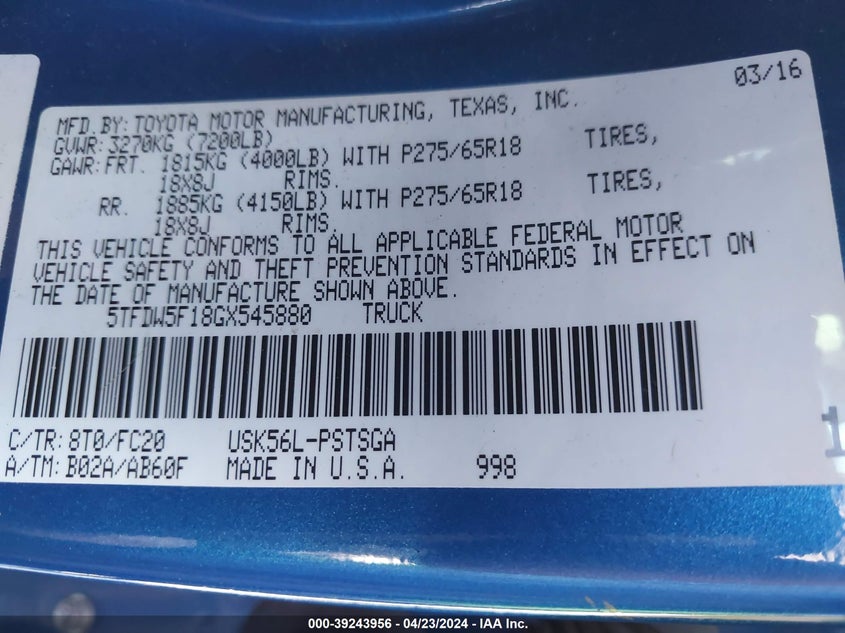 03/16
MFD.BY: TOYOTA MOTOR MANUFACTURING, TEXAS, INC.
GVWR: 3270KG (7200LB)
GAWR: FRT. 1815KG (4000LB) WITH P275/65R18 TIRES,
18X8J RIMS.
RR. 1885KG (4150LB) WITH P275/65R18 TIRES,
18X8J RIMS.
THIS VEHICLE CONFORMS TO ALL APPLICABLE FEDERAL MOTOR
VEHICLE SAFETY AND THEFT PREVENTION STANDARDS IN EFFECT ON
THE DATE OF MANUFACTURE SHOWN ABOVE.
5TFDW5F18GX545880 TRUCK
C/TR: 8T0/FC20 USK56L-PSTSGA
A/TM: B02A/AB60F MADE IN U.S.A. 998
1
000-39243956 - 04/23/2024 - IAA Inc.